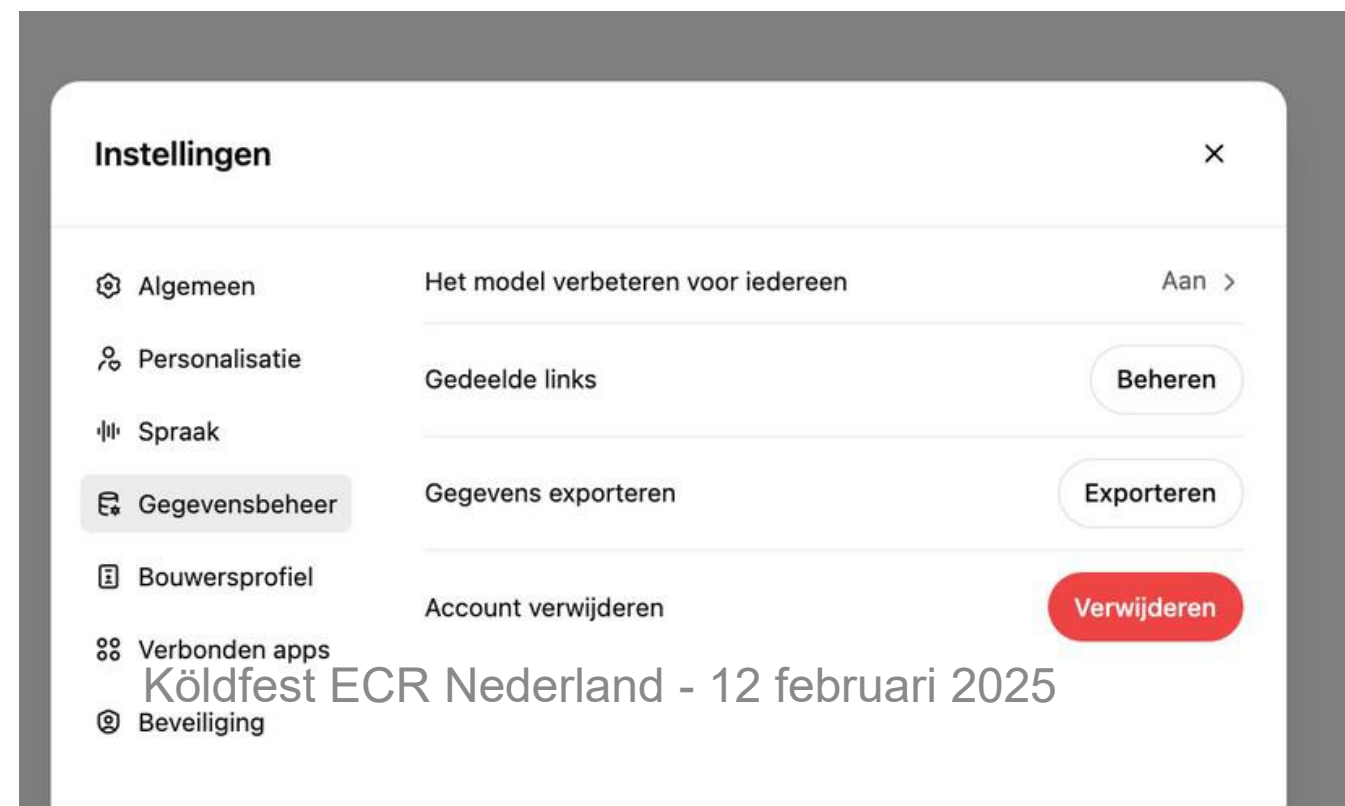 Instellingen
Algemeen
Personalisatie
Spraak
Gegevensbeheer
Bouwersprofiel
Verbonden apps
Beveiliging
Het model verbeteren voor iedereen Aan >
Gedeelde links Beheren
Gegevens exporteren Exporteren
Account verwijderen Verwijderen
Köldfest ECR Nederland - 12 februari 2025